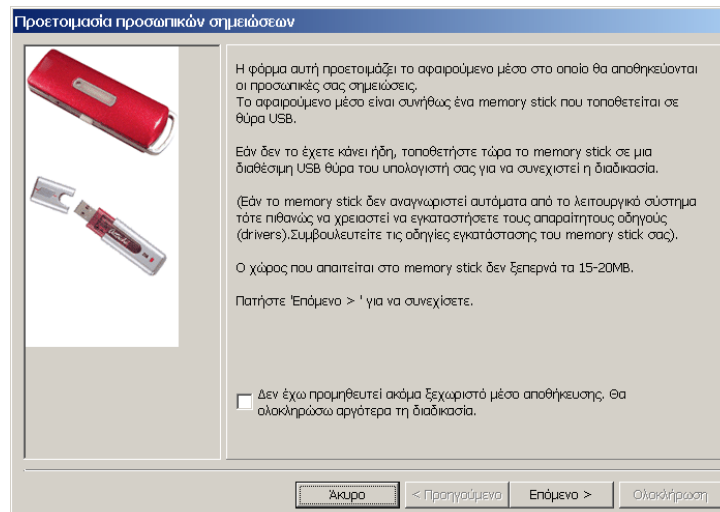 Προετοιμασία προσωπικών σημειώσεων
Η φόρμα αυτή προετοιμάζει το αφαιρούμενο μέσο στο οποίο θα αποθηκεύονται
οι προσωπικές σας σημειώσεις.
Το αφαιρούμενο μέσο είναι συνήθως ένα memory stick που τοποθετείται σε
θύρα USB.
Εάν δεν το έχετε κάνει ήδη, τοποθετήστε τώρα το memory stick σε μια
διαθέσιμη USB θύρα του υπολογιστή σας για να συνεχιστεί η διαδικασία.
(Εάν το memory stick δεν αναγνωριστεί αυτόματα από το λειτουργικό σύστημα
τότε πιθανώς να χρειαστεί να εγκαταστήσετε τους απαραίτητους οδηγούς
(drivers).Συμβουλευτείτε τις οδηγίες εγκατάστασης του memory stick σας).
Ο χώρος που απαιτείται στο memory stick δεν ξεπερνά τα 15-20MB.
Πατήστε 'Επόμενο > ' για να συνεχίσετε.
Δεν έχω προμηθευτεί ακόμα ξεχωριστό μέσο αποθήκευσης. Θα
ολοκληρώσω αργότερα τη διαδικασία.
Άκυρο
< Προηγούμενο
Επόμενο >
Ολοκλήρωση